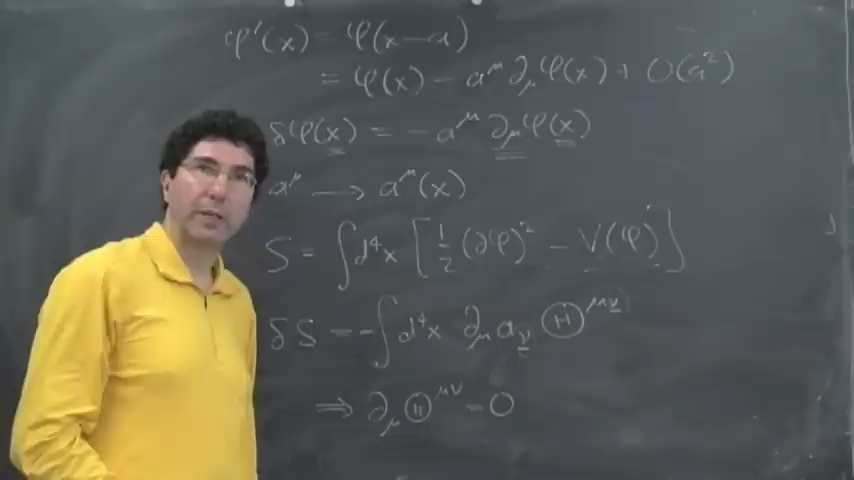 φ'(x) = φ(x-a)
= φ(x) - a^μ ∂_μ φ(x) + O(a²)
δφ(x) = - a^μ ∂_μ φ(x)
a^μ → a^μ(x)
S = ∫d⁴x [ ½ (∂φ)² - V(φ) ]
δS = -∫d⁴x ∂_μ a_ν Θ^{μν}
⇒ ∂_μ Θ^{μν} = 0